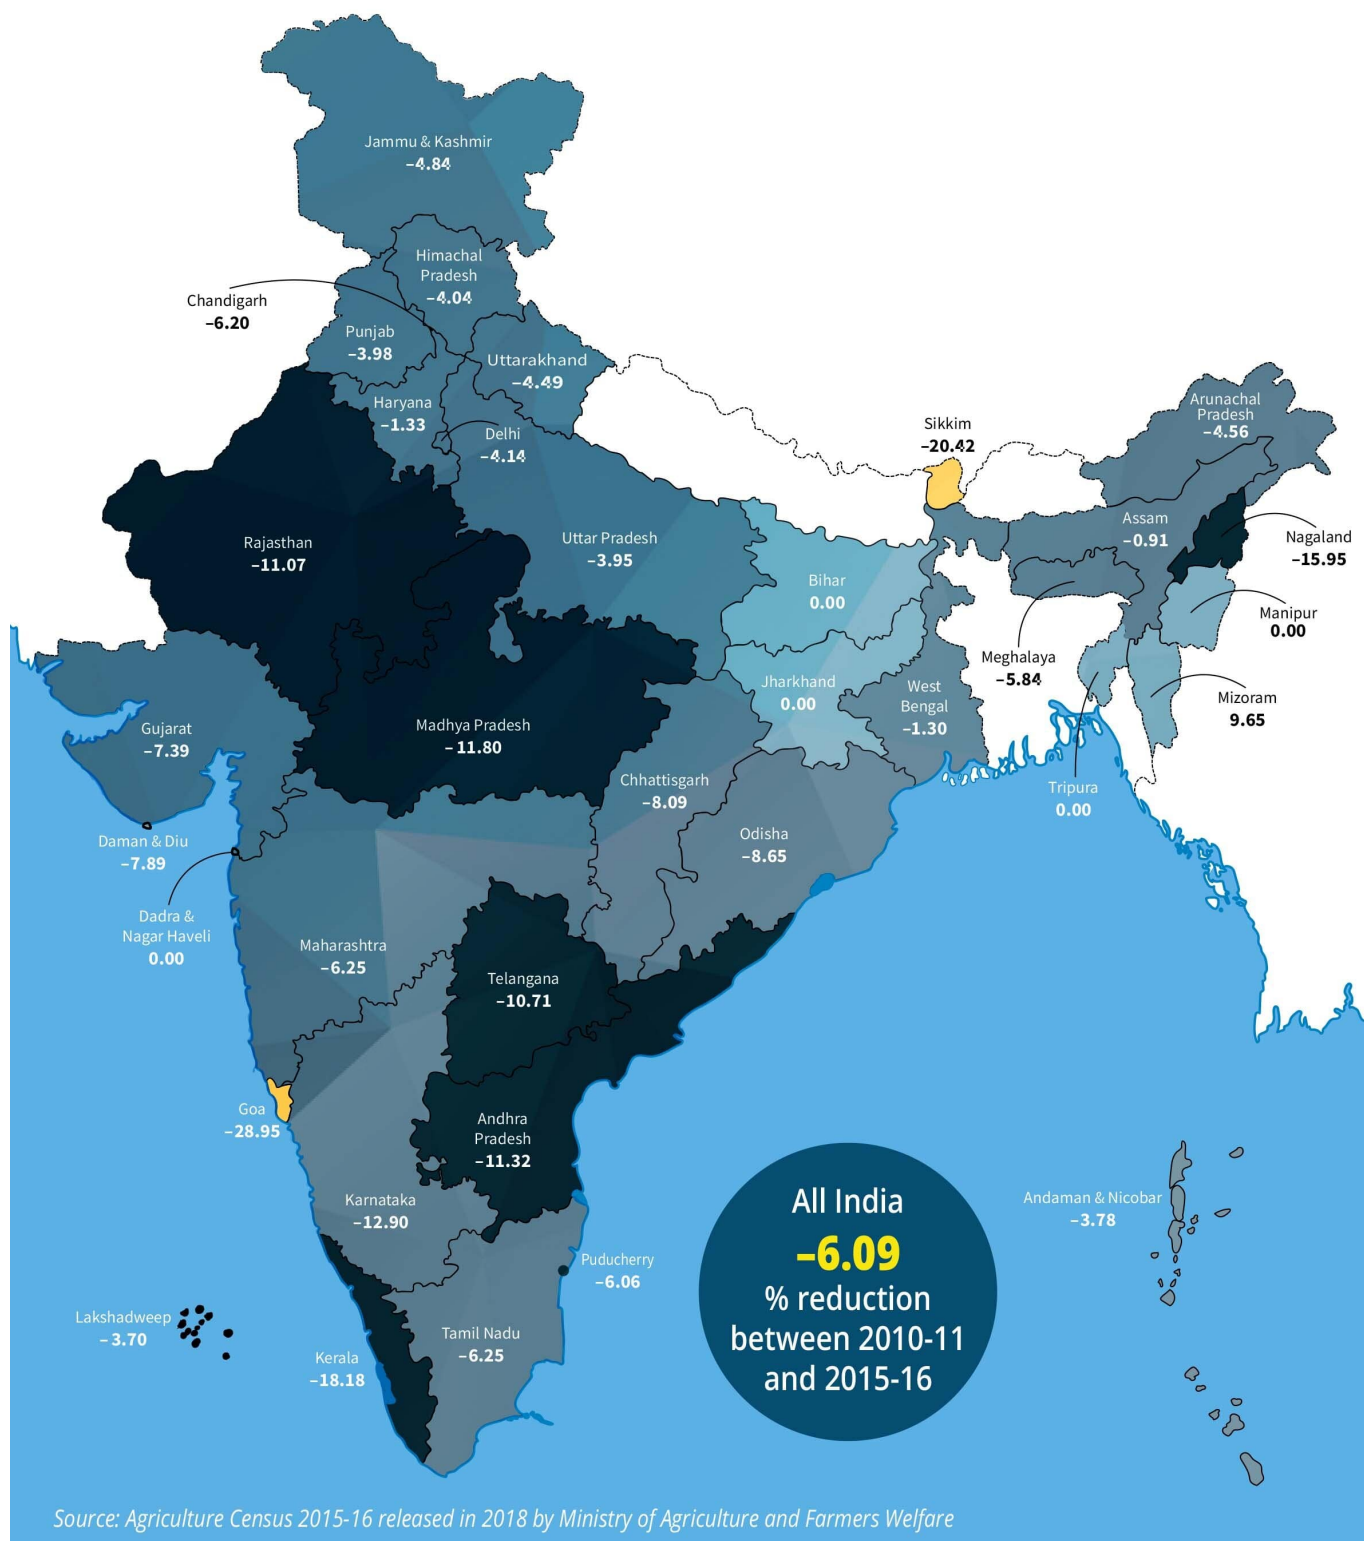 Jammu & Kashmir
–4.84
Himachal
Pradesh
–4.04
Chandigarh
–6.20
Punjab
–3.98
Uttarakhand
–4.49
Haryana
–1.33
Delhi
–4.14
Sikkim
–20.42
Arunachal
Pradesh
–4.56
Assam
–0.91
Nagaland
–15.95
Rajasthan
–11.07
Uttar Pradesh
–3.95
Bihar
0.00
Manipur
0.00
Meghalaya
–5.84
Jharkhand
0.00
West
Bengal
–1.30
Mizoram
9.65
Gujarat
–7.39
Madhya Pradesh
–11.80
Chhattisgarh
–8.09
Tripura
0.00
Daman & Diu
–7.89
Odisha
–8.65
Dadra &
Nagar Haveli
0.00
Maharashtra
–6.25
Telangana
–10.71
Goa
–28.95
Andhra
Pradesh
–11.32
Karnataka
–12.90
All India
–6.09
% reduction
between 2010-11
and 2015-16
Andaman & Nicobar
–3.78
Puducherry
–6.06
Lakshadweep
–3.70
Tamil Nadu
–6.25
Kerala
–18.18
Source: Agriculture Census 2015-16 released in 2018 by Ministry of Agriculture and Farmers Welfare